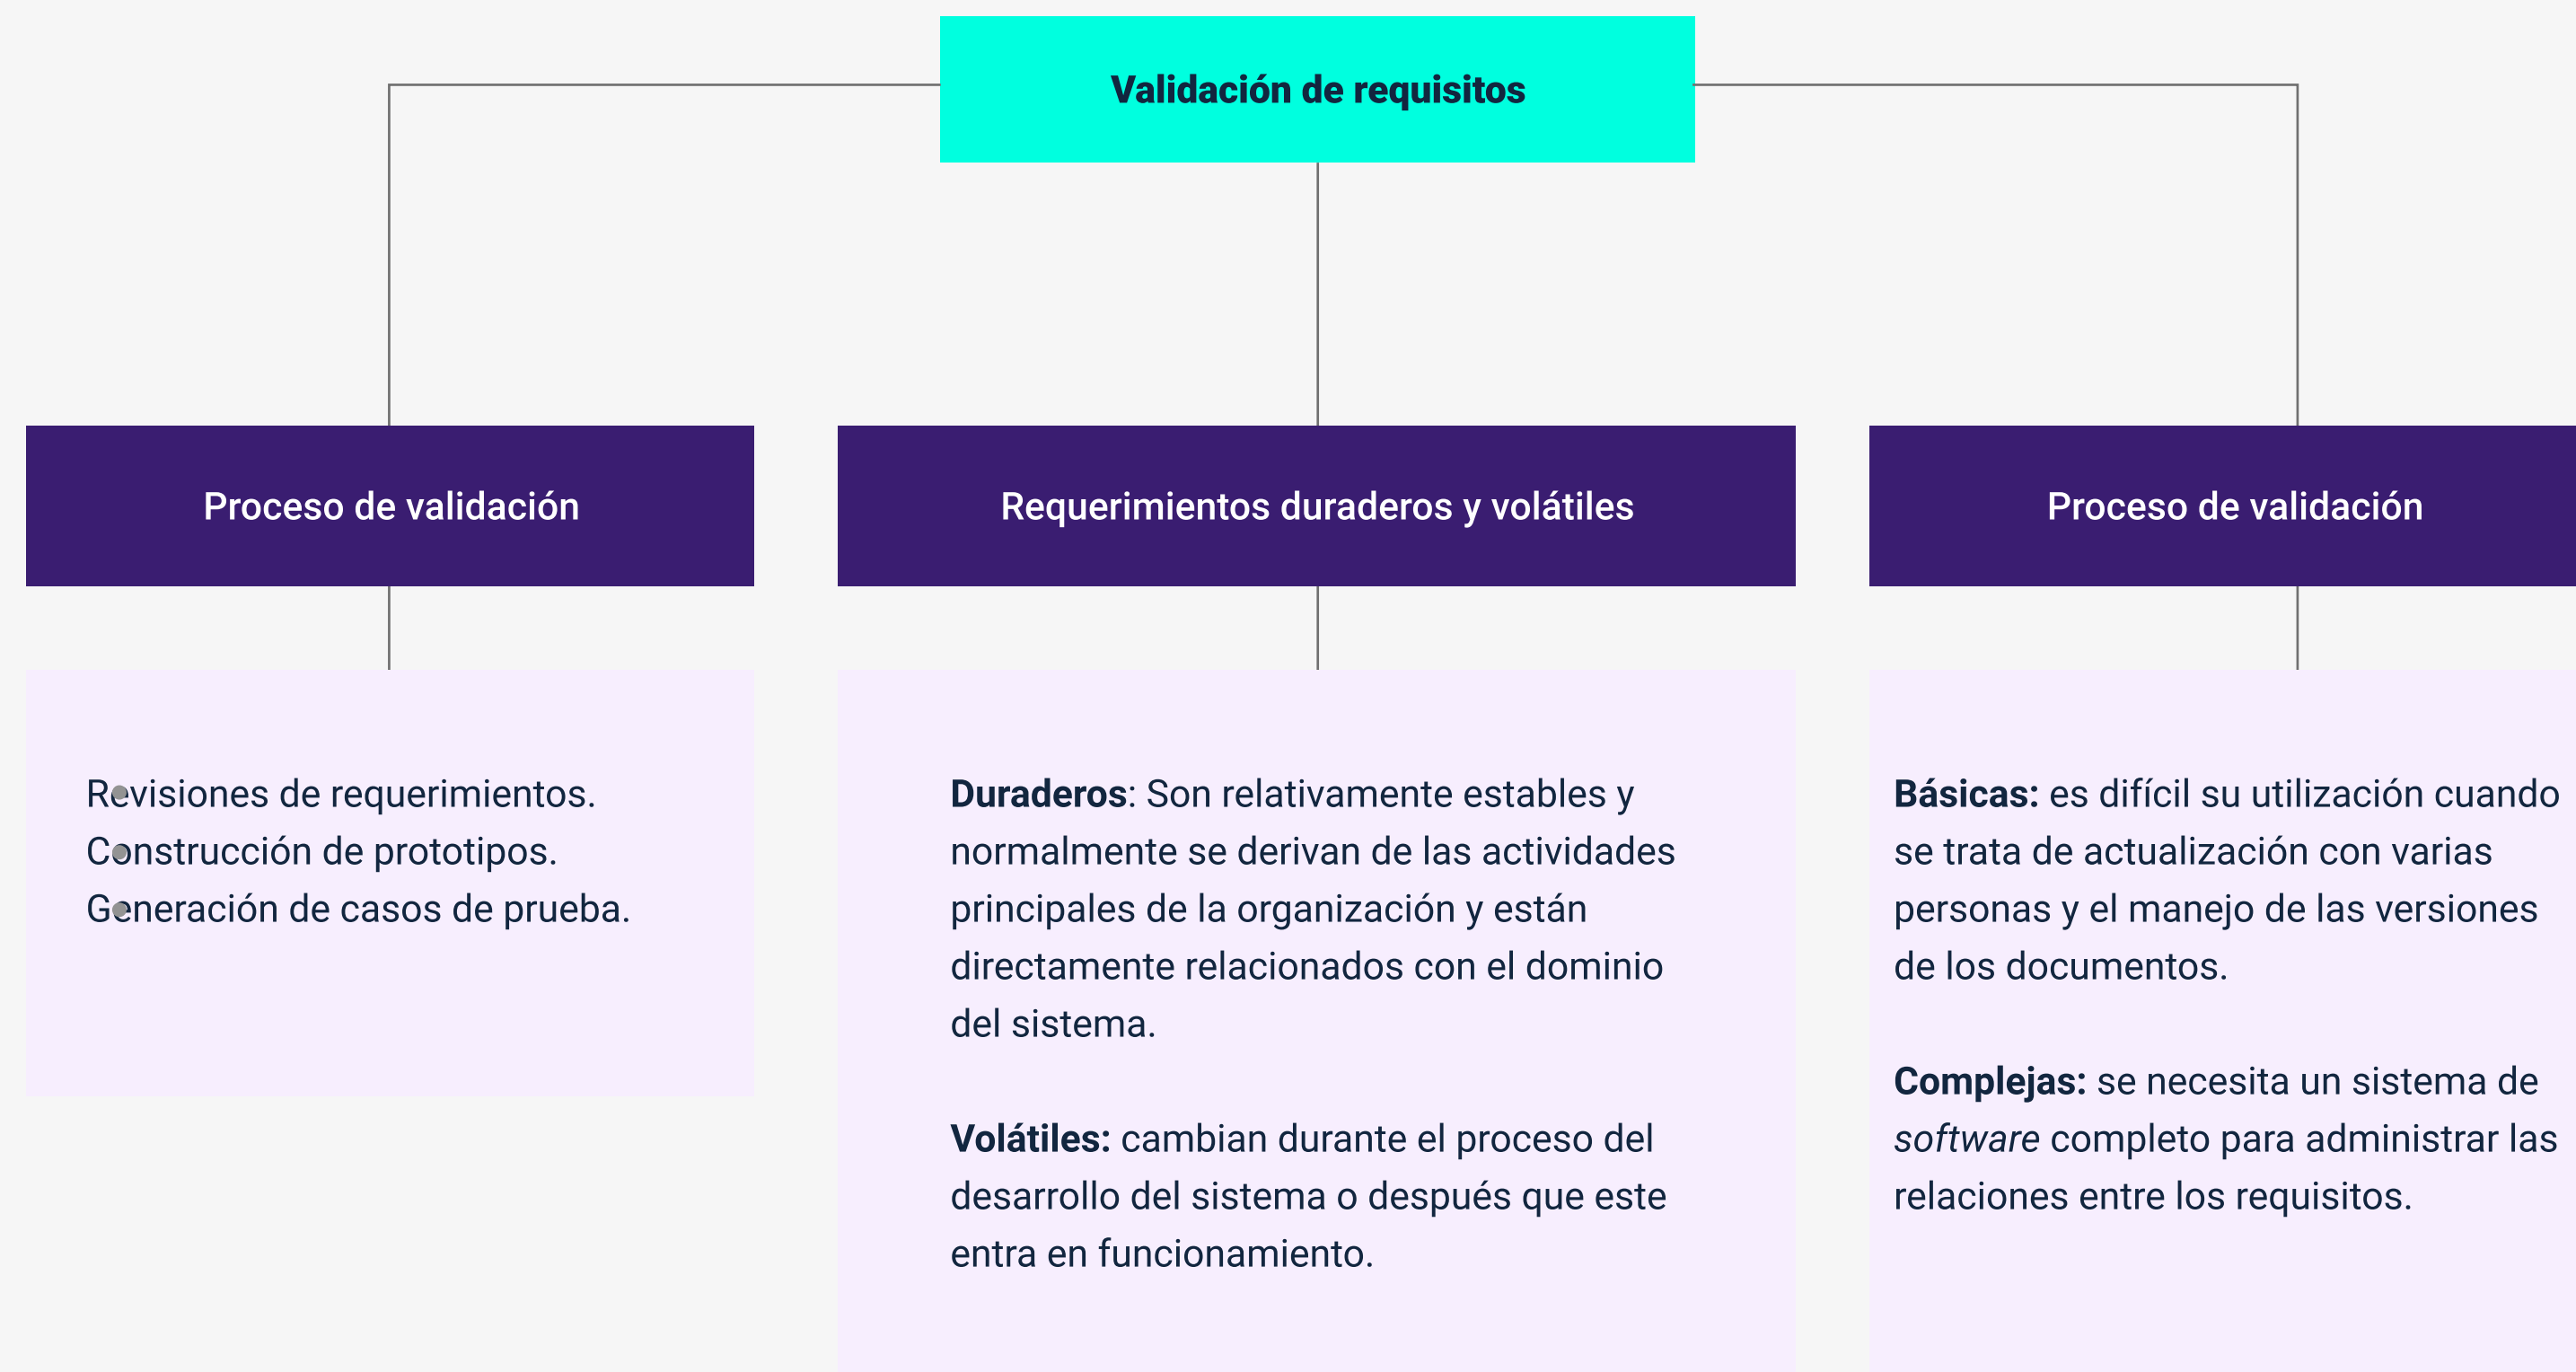 Validación de requisitos
Proceso de validación
Revisiones de requerimientos.
Construcción de prototipos.
Generación de casos de prueba.
Requerimientos duraderos y volátiles
Duraderos: Son relativamente estables y
normalmente se derivan de las actividades
principales de la organización y están
directamente relacionados con el dominio
del sistema.
Volátiles: cambian durante el proceso del
desarrollo del sistema o después que este
entra en funcionamiento.
Proceso de validación
Básicas: es difícil su utilización cuando
se trata de actualización con varias
personas y el manejo de las versiones
de los documentos.
Complejas: se necesita un sistema de
software completo para administrar las
relaciones entre los requisitos.